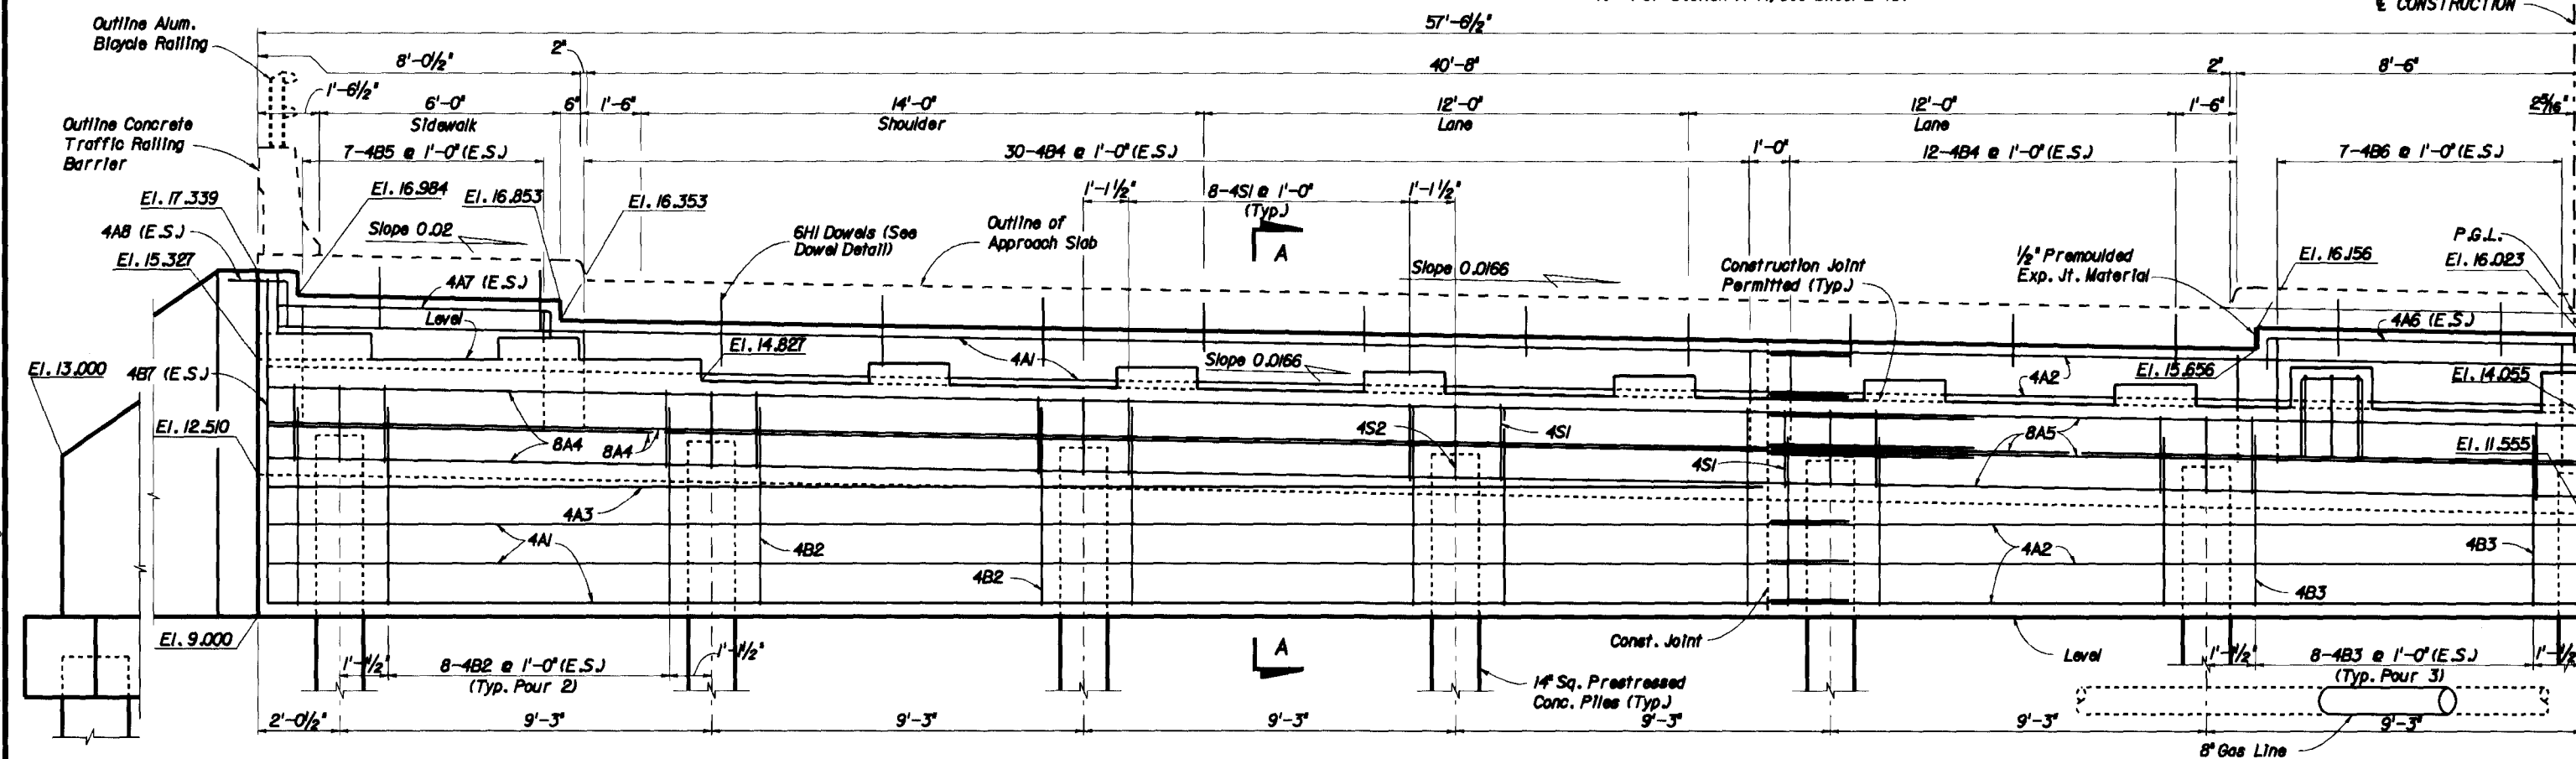 Outline Alum.
Bicycle Railing
57'-6½"
℄ CONSTRUCTION
8'-0½"
2"
40'-8"
2"
8'-6"
1'-6½"
6'-0"
Sidewalk
6"
1'-6"
14'-0"
Shoulder
12'-0"
Lane
12'-0"
Lane
1'-6"
2⁵⁄₁₆"
Outline Concrete
Traffic Railing
Barrier
7-4B5 @ 1'-0" (E.S.)
30-4B4 @ 1'-0" (E.S.)
1'-0"
12-4B4 @ 1'-0" (E.S.)
7-4B6 @ 1'-0" (E.S.)
El. 17.339
El. 16.984
El. 16.853
El. 16.353
1'-1½"
8-4S1 @ 1'-0"
(Typ.)
1'-1½"
4A8 (E.S.)
Slope 0.02
6H1 Dowels (See
Dowel Detail)
Outline of
Approach Slab
A
Slope 0.0166
Construction Joint
Permitted (Typ.)
½" Premoulded
Exp. Jt. Material
El. 16.156
P.G.L.
El. 16.023
El. 15.327
4A7 (E.S.)
Level
4A6 (E.S.)
El. 13.000
4B7 (E.S.)
El. 14.827
4A1
Slope 0.0166
4A2
El. 15.656
El. 14.055
El. 12.510
8A4
8A4
4S2
4S1
4S1
8A5
El. 11.555
4A3
4A1
4B2
4B2
4A2
4B3
4B3
El. 9.000
1'-1½"
8-4B2 @ 1'-0" (E.S.)
(Typ. Pour 2)
1'-1½"
A
14" Sq. Prestressed
Conc. Piles (Typ.)
Const. Joint
Level
1'-1½"
8-4B3 @ 1'-0" (E.S.)
(Typ. Pour 3)
1'-1½"
2'-0½"
9'-3"
9'-3"
9'-3"
9'-3"
9'-3"
9'-3"
8" Gas Line